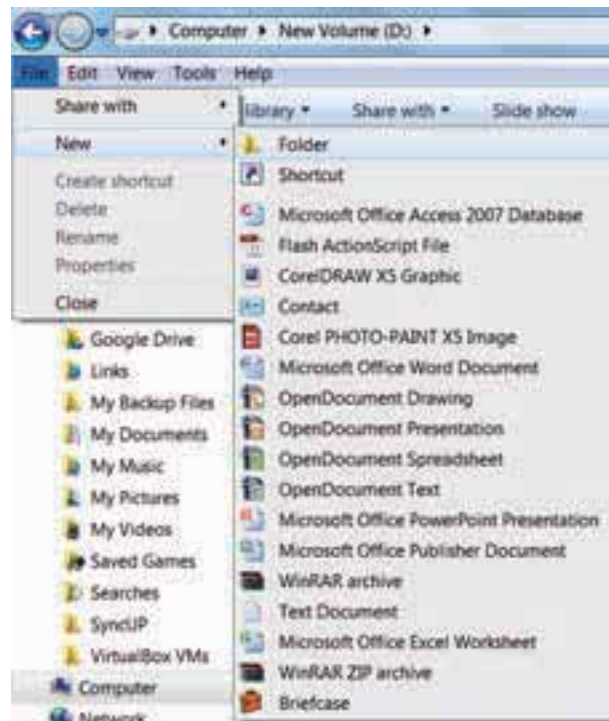 Computer ▸ New Volume (D:) ▸
File Edit View Tools Help
Share with
New
Create shortcut
Delete
Rename
Properties
Close
library Share with Slide show
Folder
Shortcut
Microsoft Office Access 2007 Database
Flash ActionScript File
CorelDRAW X5 Graphic
Contact
Corel PHOTO-PAINT X5 Image
Microsoft Office Word Document
OpenDocument Drawing
OpenDocument Presentation
OpenDocument Spreadsheet
OpenDocument Text
Microsoft Office PowerPoint Presentation
Microsoft Office Publisher Document
WinRAR archive
Text Document
Microsoft Office Excel Worksheet
WinRAR ZIP archive
Briefcase
Google Drive
Links
My Backup Files
My Documents
My Music
My Pictures
My Videos
Saved Games
Searches
SyncUP
VirtualBox VMs
Computer
Network